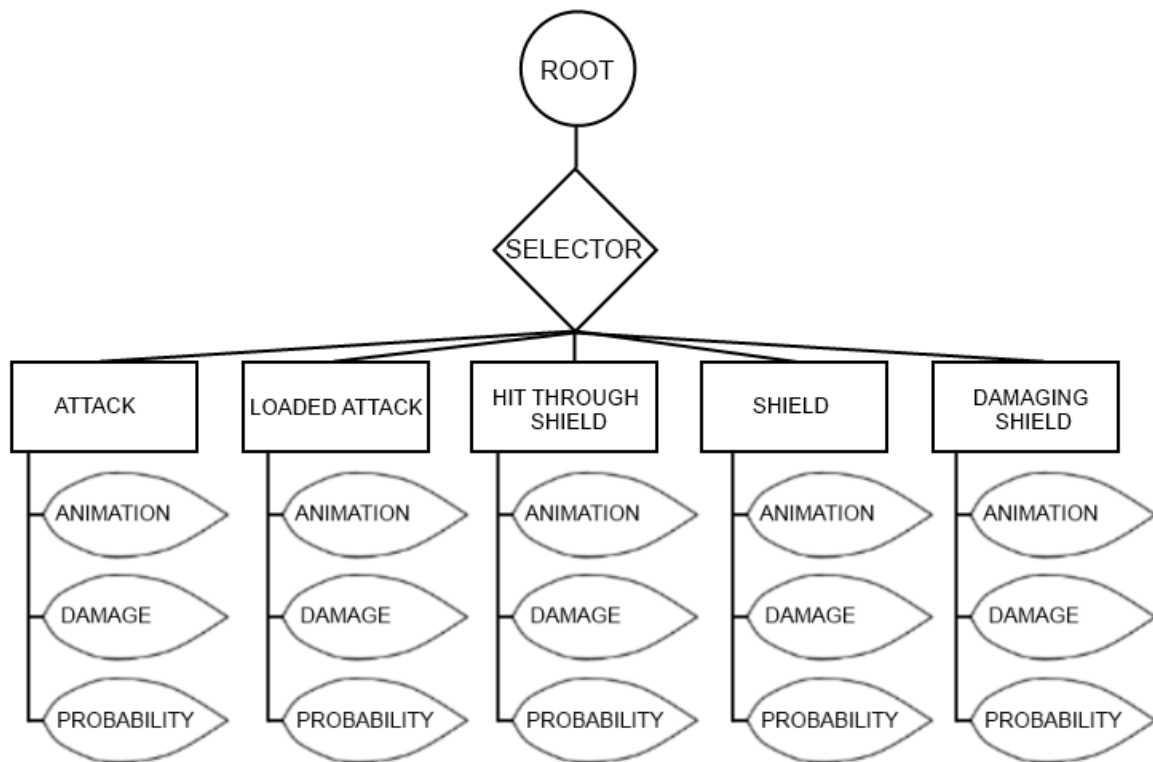 ROOT
SELECTOR
ATTACK
LOADED ATTACK
HIT THROUGH
SHIELD
SHIELD
DAMAGING
SHIELD
ANIMATION
ANIMATION
ANIMATION
ANIMATION
ANIMATION
DAMAGE
DAMAGE
DAMAGE
DAMAGE
DAMAGE
PROBABILITY
PROBABILITY
PROBABILITY
PROBABILITY
PROBABILITY